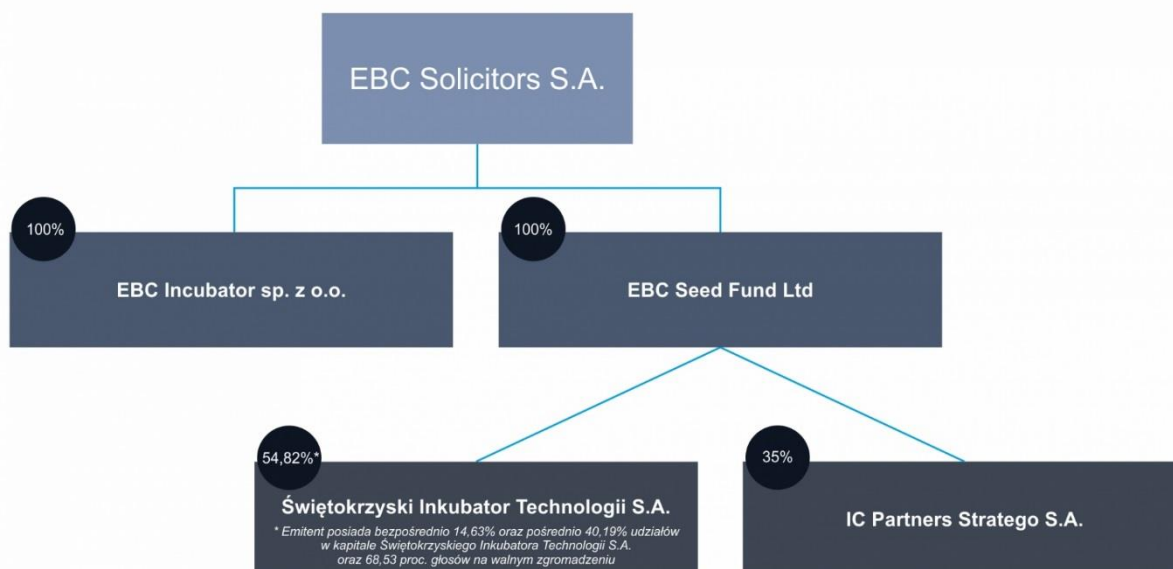 EBC Solicitors S.A.
100%
EBC Incubator sp. z o.o.
100%
EBC Seed Fund Ltd
54,82%*
Świętokrzyski Inkubator Technologii S.A.
* Emitent posiada bezpośrednio 14,63% oraz pośrednio 40,19% udziałów
w kapitale Świętokrzyskiego Inkubatora Technologii S.A.
oraz 68,53 proc. głosów na walnym zgromadzeniu
35%
IC Partners Stratego S.A.